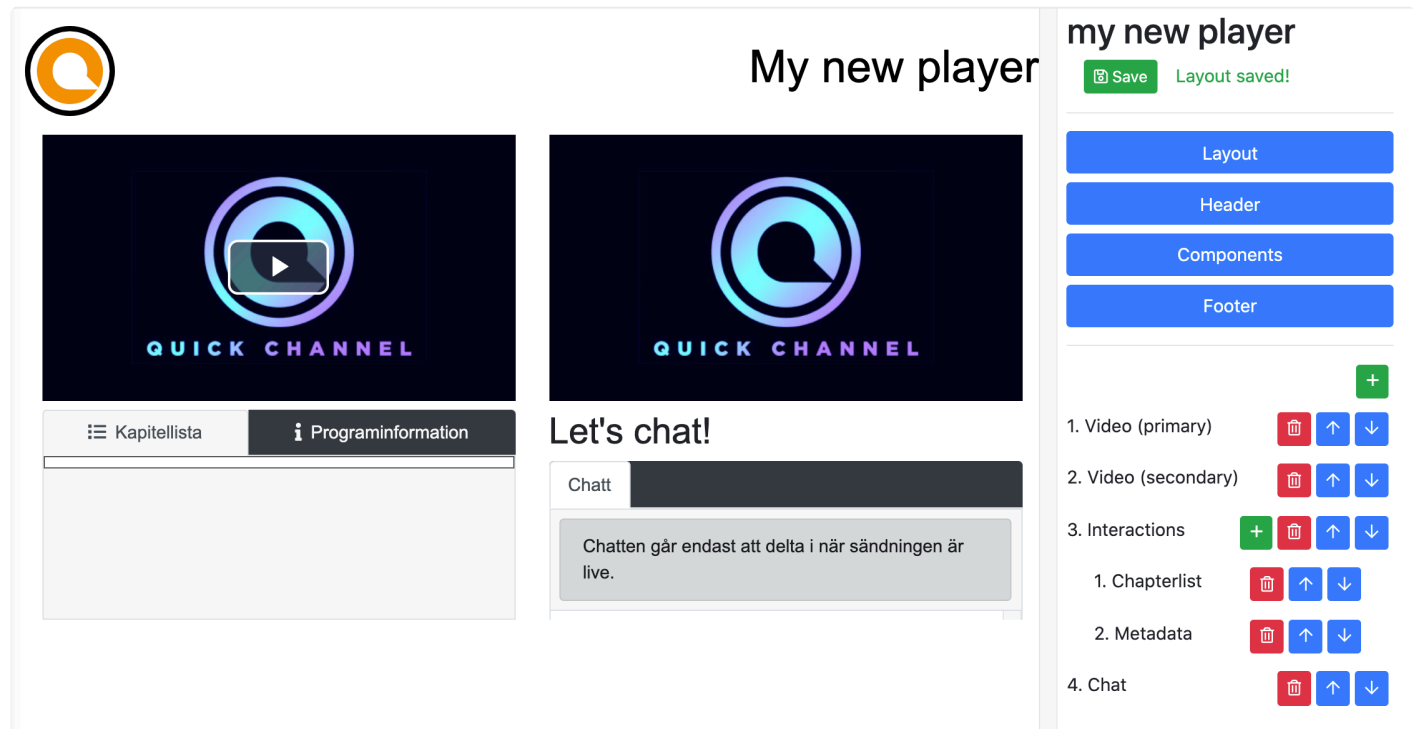 My new player
QUICK CHANNEL
QUICK CHANNEL
Kapitellista
Programinformation
Let's chat!
Chatt
Chatten går endast att delta i när sändningen är
live.
my new player
Save Layout saved!
Layout
Header
Components
Footer
+
1. Video (primary)
2. Video (secondary)
3. Interactions +
1. Chapterlist
2. Metadata
4. Chat